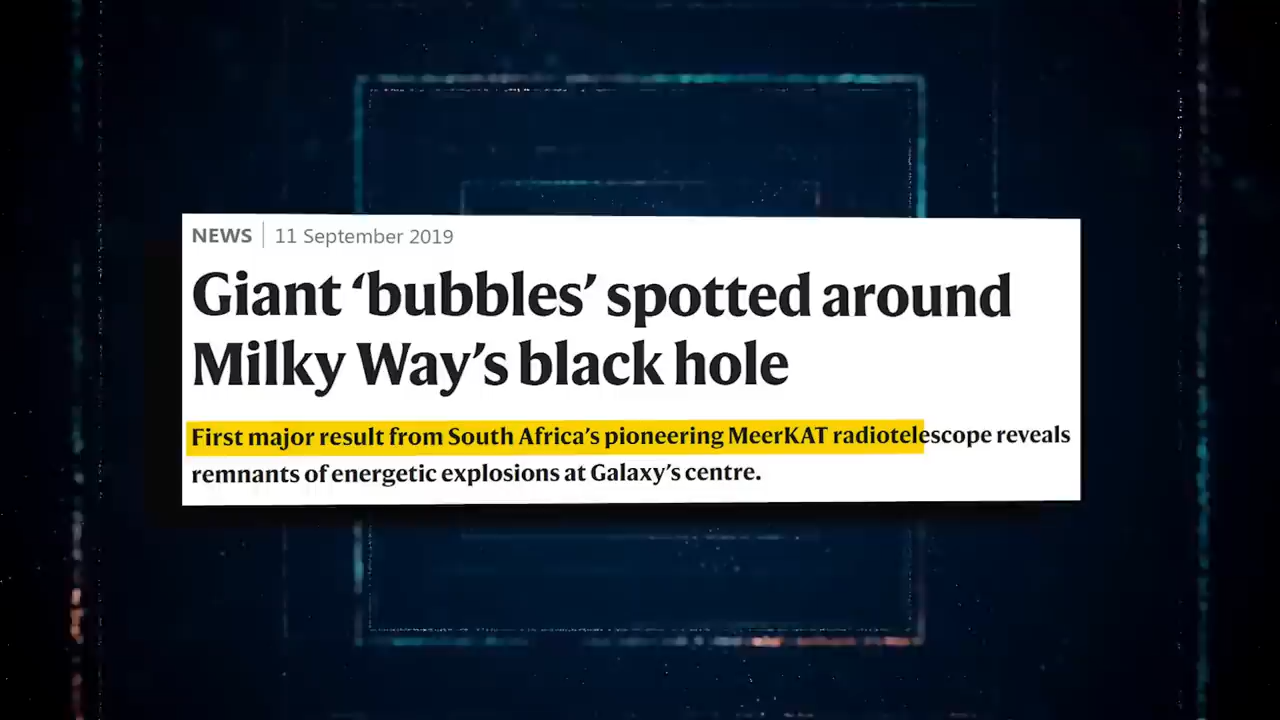 NEWS | 11 September 2019
Giant ‘bubbles’ spotted around
Milky Way’s black hole
First major result from South Africa’s pioneering MeerKAT radiotelescope reveals
remnants of energetic explosions at Galaxy’s centre.